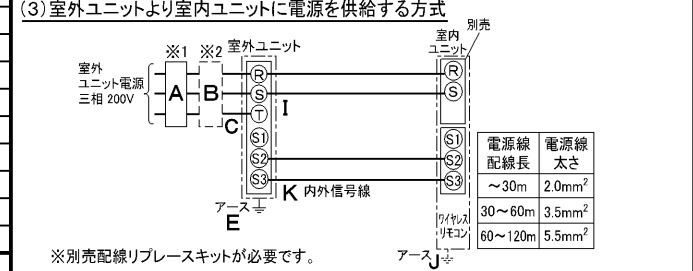 (3)室外ユニットより室内ユニットに電源を供給する方式
※1 ※2 室外ユニット
室内
ユニット
別売
室外
ユニット電源
三相 200V
A
B
C
R
S
T
S1
S2
S3
I
R
S
S1
S2
S3
K 内外信号線
アース
E
ワイヤレス
リモコン
アース
J
電源線
配線長
電源線
太さ
～30m 2.0mm²
30～60m 3.5mm²
60～120m 5.5mm²
※別売配線リプレースキットが必要です。